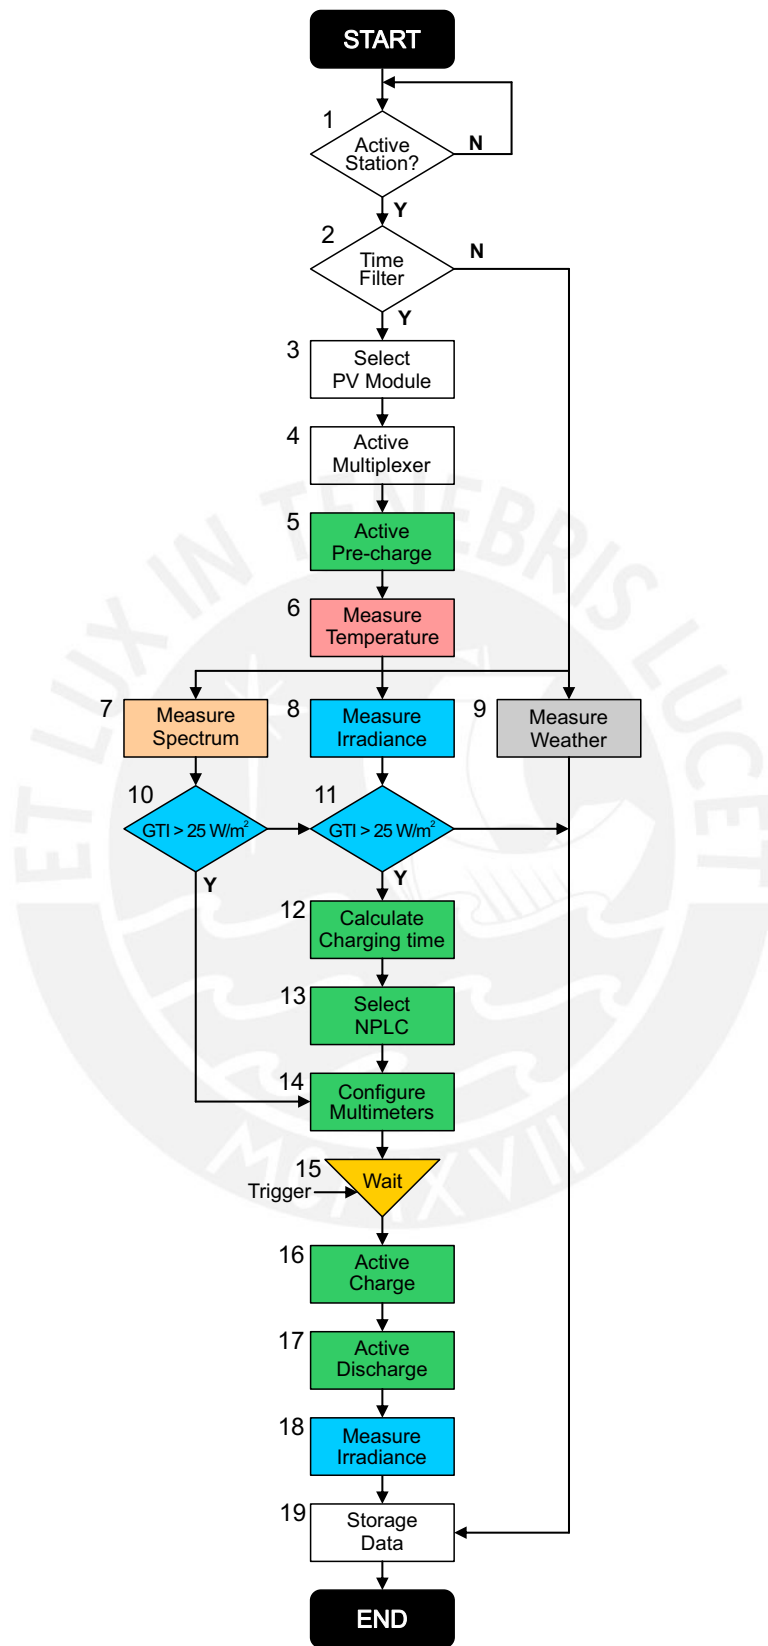 START
1
Active
Station?
N
Y
2
Time
Filter
N
Y
3
Select
PV Module
4
Active
Multiplexer
5
Active
Pre-charge
6
Measure
Temperature
7
Measure
Spectrum
8
Measure
Irradiance
9
Measure
Weather
10
GTI > 25 W/m²
11
GTI > 25 W/m²
Y
Y
12
Calculate
Charging time
13
Select
NPLC
14
Configure
Multimeters
15
Wait
Trigger
16
Active
Charge
17
Active
Discharge
18
Measure
Irradiance
19
Storage
Data
END
ET LUX IN TENEBRIS LUCET
MCMXVII